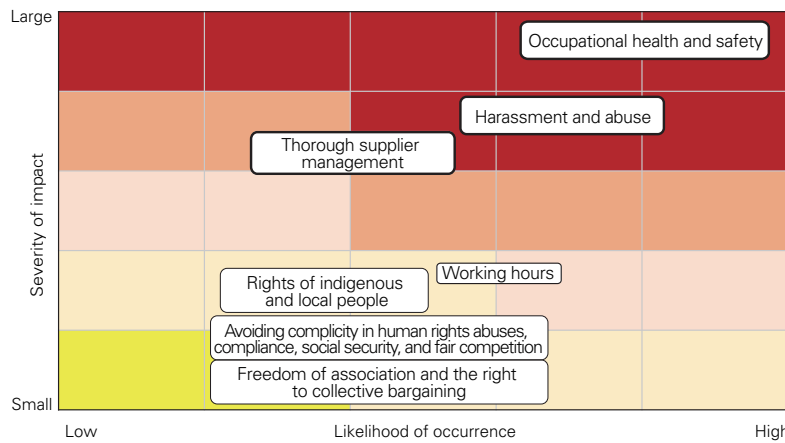 Large
Occupational health and safety
Harassment and abuse
Thorough supplier
management
Severity of impact
Working hours
Rights of indigenous
and local people
Avoiding complicity in human rights abuses,
compliance, social security, and fair competition
Freedom of association and the right
to collective bargaining
Small
Low
Likelihood of occurrence
High